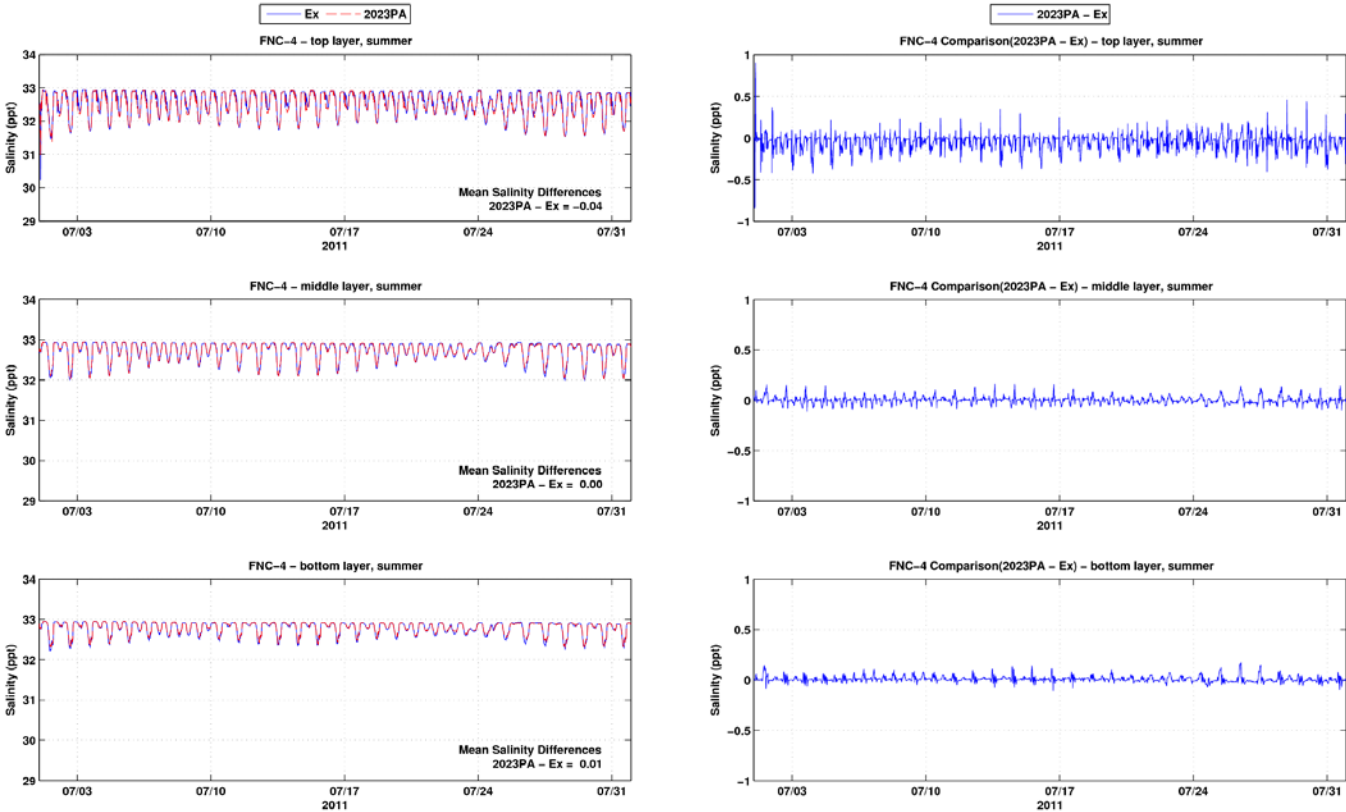 Ex 2023PA
FNC-4 - top layer, summer
34
33
32
31
30
29
Salinity (ppt)
Mean Salinity Differences
2023PA - Ex = -0.04
07/03 07/10 07/17 07/24 07/31
2011
2023PA - Ex
FNC-4 Comparison(2023PA - Ex) - top layer, summer
1
0.5
0
-0.5
-1
Salinity (ppt)
07/03 07/10 07/17 07/24 07/31
2011
FNC-4 - middle layer, summer
34
33
32
31
30
29
Salinity (ppt)
Mean Salinity Differences
2023PA - Ex = 0.00
07/03 07/10 07/17 07/24 07/31
2011
FNC-4 Comparison(2023PA - Ex) - middle layer, summer
1
0.5
0
-0.5
-1
Salinity (ppt)
07/03 07/10 07/17 07/24 07/31
2011
FNC-4 - bottom layer, summer
34
33
32
31
30
29
Salinity (ppt)
Mean Salinity Differences
2023PA - Ex = 0.01
07/03 07/10 07/17 07/24 07/31
2011
FNC-4 Comparison(2023PA - Ex) - bottom layer, summer
1
0.5
0
-0.5
-1
Salinity (ppt)
07/03 07/10 07/17 07/24 07/31
2011